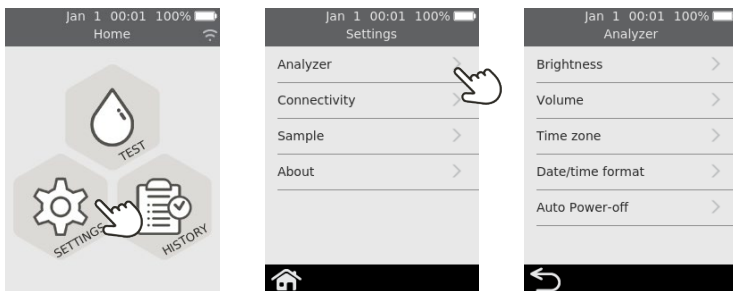 Jan 1 00:01 100%
Home
TEST
SETTINGS
HISTORY
Jan 1 00:01 100%
Settings
Analyzer
Connectivity
Sample
About
Jan 1 00:01 100%
Analyzer
Brightness
Volume
Time zone
Date/time format
Auto Power-off